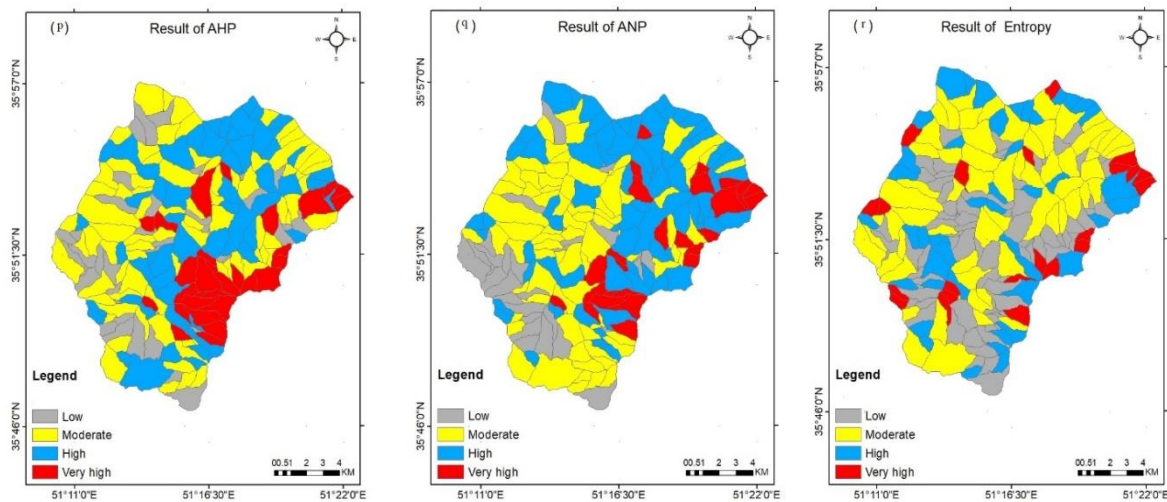 (p)
Result of AHP
N
W E
S
35°57'0"N
35°51'30"N
35°46'0"N
Legend
Low
Moderate
High
Very high
00.51 2 3 4
KM
51°11'0"E 51°16'30"E 51°22'0"E
(q)
Result of ANP
N
W E
S
35°57'0"N
35°51'30"N
35°46'0"N
Legend
Low
Moderate
High
Very high
00.51 2 3 4
KM
51°11'0"E 51°16'30"E 51°22'0"E
(r)
Result of Entropy
N
W E
S
35°57'0"N
35°51'30"N
35°46'0"N
Legend
Low
Moderate
High
Very high
00.51 2 3 4
KM
51°11'0"E 51°16'30"E 51°22'0"E